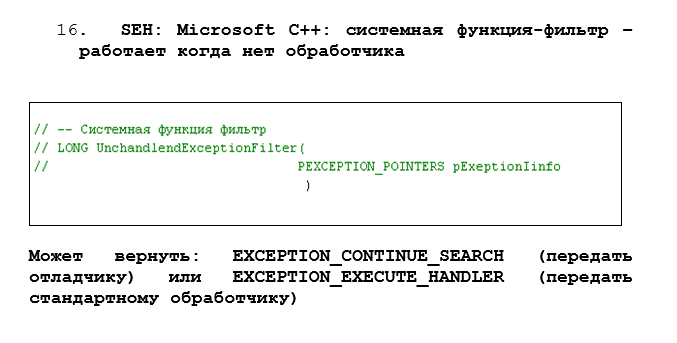 16. SEH: Microsoft C++: системная функция-фильтр –
работает когда нет обработчика
// -- Системная функция фильтр
// LONG UnchandlendExceptionFilter(
// PEXCEPTION_POINTERS pExeptionIinfo
)
Может вернуть: EXCEPTION_CONTINUE_SEARCH (передать
отладчику) или EXCEPTION_EXECUTE_HANDLER (передать
стандартному обработчику)